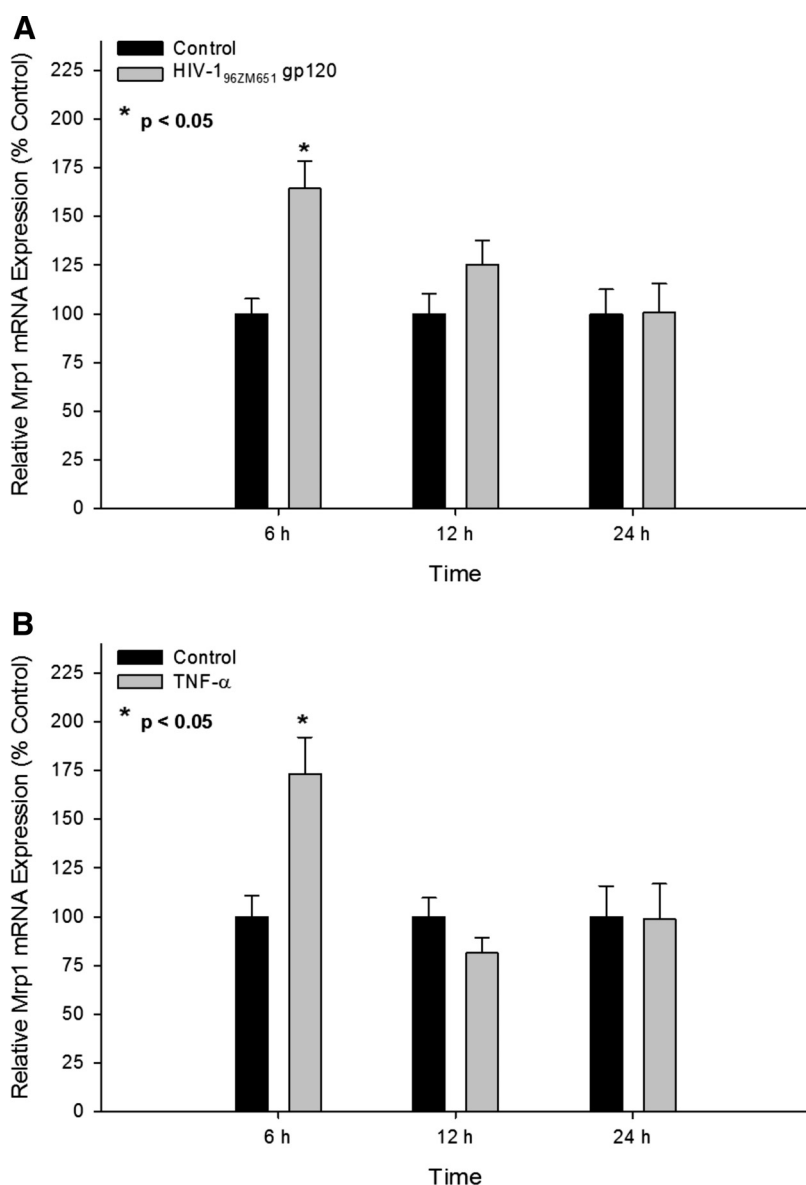 A
Control
HIV-1₉₆ZM₆₅₁ gp120
* p < 0.05
*
Relative Mrp1 mRNA Expression (% Control)
225
200
175
150
125
100
75
50
25
0
6 h 12 h 24 h
Time
B
Control
TNF-α
* p < 0.05
*
Relative Mrp1 mRNA Expression (% Control)
225
200
175
150
125
100
75
50
25
0
6 h 12 h 24 h
Time